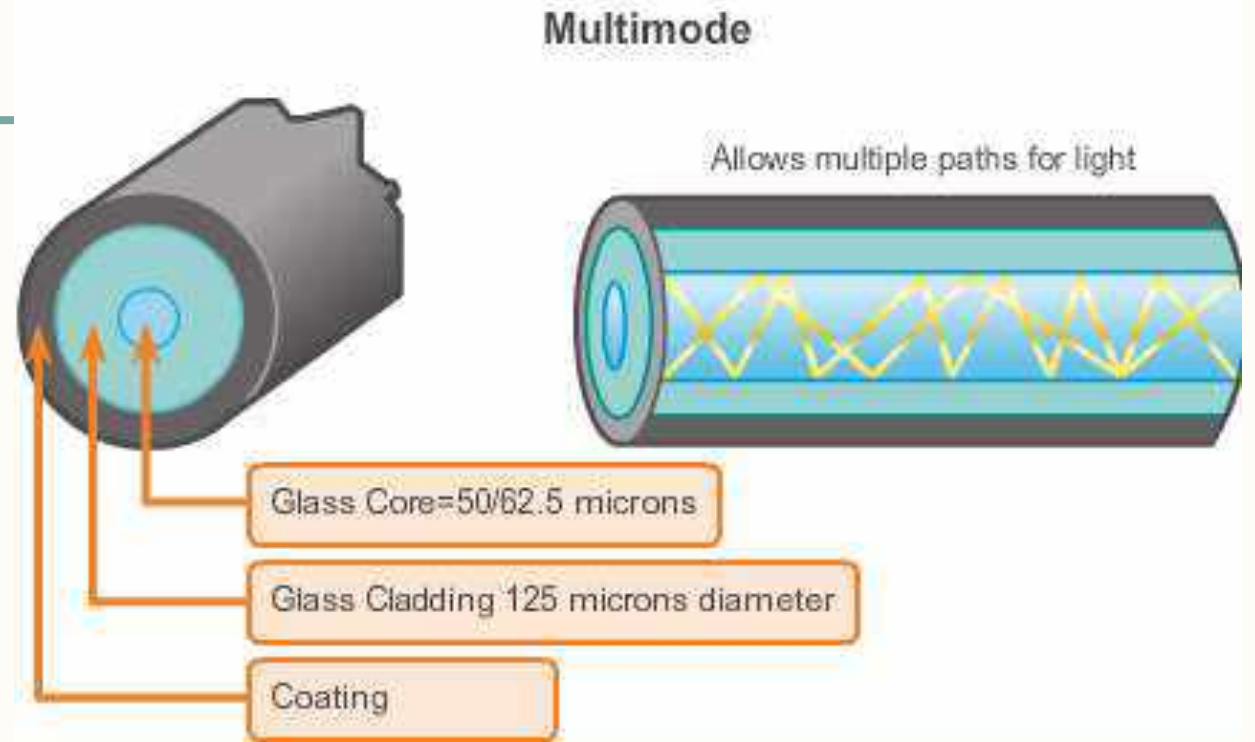 Multimode
Allows multiple paths for light
Glass Core=50/62.5 microns
Glass Cladding 125 microns diameter
Coating